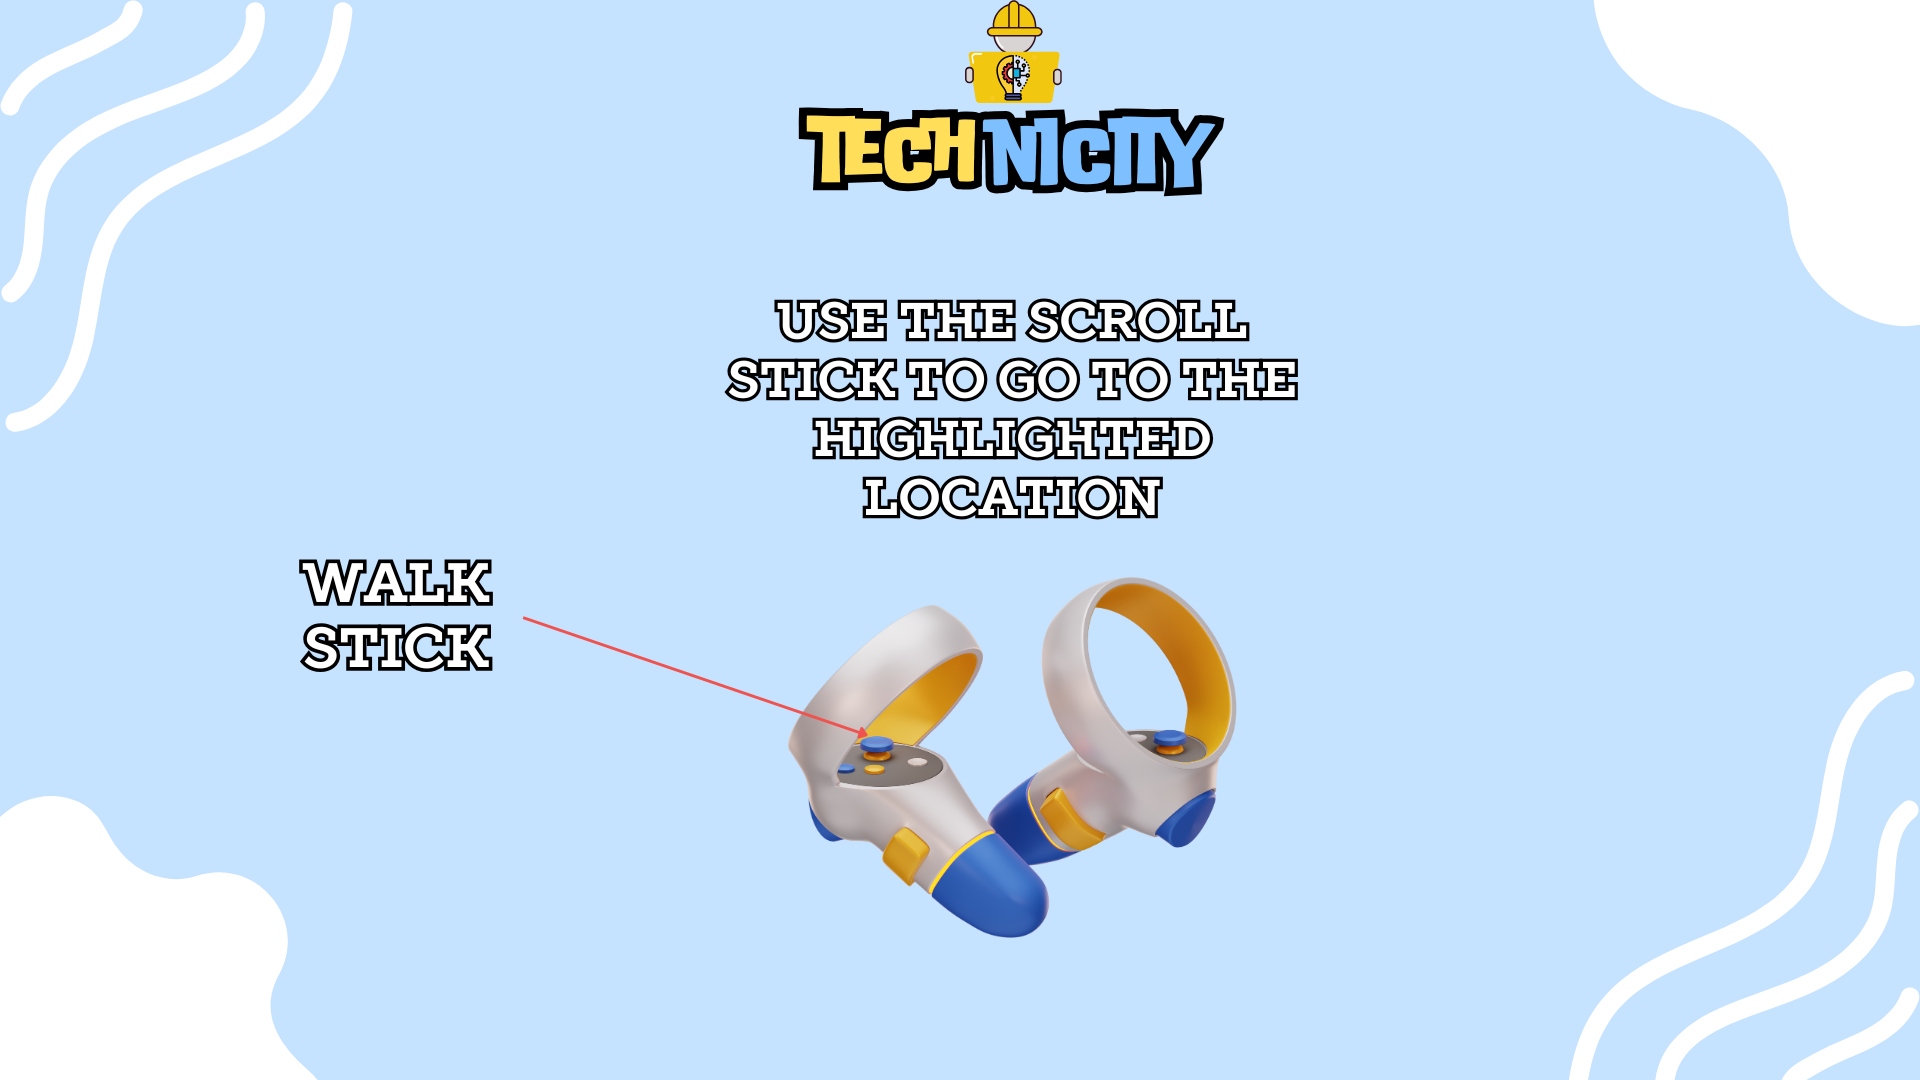 TECHNICITY
USE THE SCROLL
STICK TO GO TO THE
HIGHLIGHTED
LOCATION
WALK
STICK